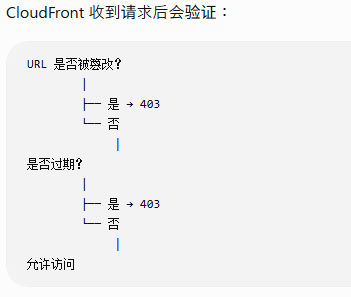 CloudFront 收到请求后会验证：
URL 是否被篡改？
│
├── 是 → 403
└── 否
│
是否过期？
│
├── 是 → 403
└── 否
│
允许访问